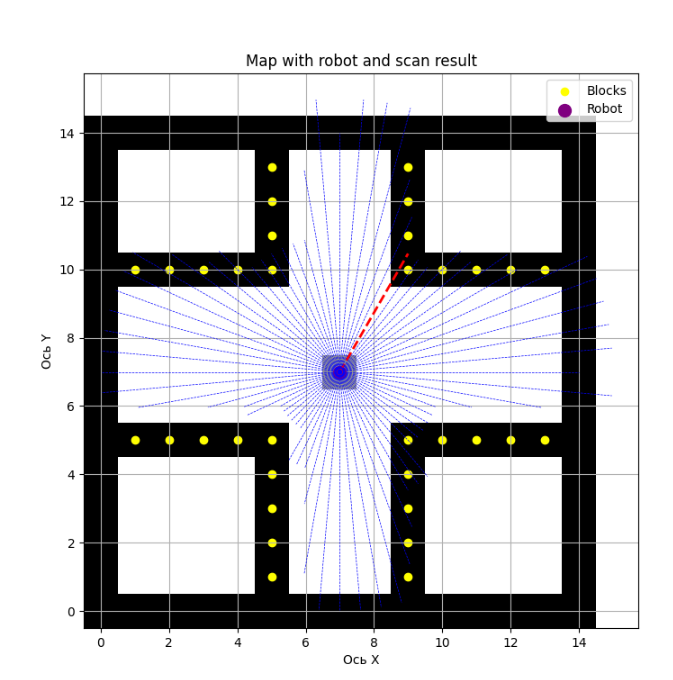 Map with robot and scan result
Blocks
Robot
Ось Y
14
12
10
8
6
4
2
0
0 2 4 6 8 10 12 14
Ось X